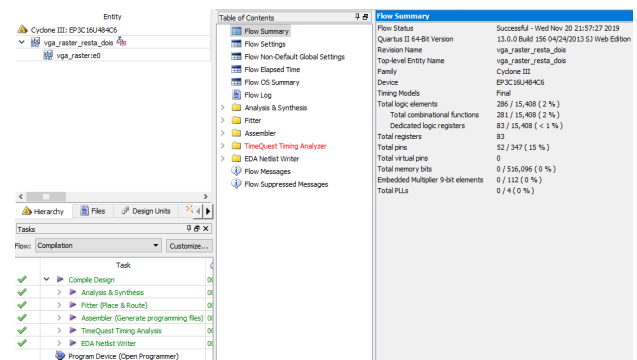 Entity
Cyclone III: EP3C16U484C6
vga_raster_resta_dois
vga_raster:e0
Hierarchy Files Design Units
Tasks
Flow: Compilation Customize...
Task
Compile Design 00
Analysis & Synthesis 00
Fitter (Place & Route) 00
Assembler (Generate programming files) 00
TimeQuest Timing Analysis 00
EDA Netlist Writer 00
Program Device (Open Programmer)
Table of Contents
Flow Summary
Flow Settings
Flow Non-Default Global Settings
Flow Elapsed Time
Flow OS Summary
Flow Log
Analysis & Synthesis
Fitter
Assembler
TimeQuest Timing Analyzer
EDA Netlist Writer
Flow Messages
Flow Suppressed Messages
Flow Summary
Flow Status Successful - Wed Nov 20 21:57:27 2019
Quartus II 64-Bit Version 13.0.0 Build 156 04/24/2013 SJ Web Edition
Revision Name vga_raster_resta_dois
Top-level Entity Name vga_raster
Family Cyclone III
Device EP3C16U484C6
Timing Models Final
Total logic elements 286 / 15,408 ( 2 % )
Total combinational functions 281 / 15,408 ( 2 % )
Dedicated logic registers 83 / 15,408 ( < 1 % )
Total registers 83
Total pins 52 / 347 ( 15 % )
Total virtual pins 0
Total memory bits 0 / 516,096 ( 0 % )
Embedded Multiplier 9-bit elements 0 / 112 ( 0 % )
Total PLLs 0 / 4 ( 0 % )